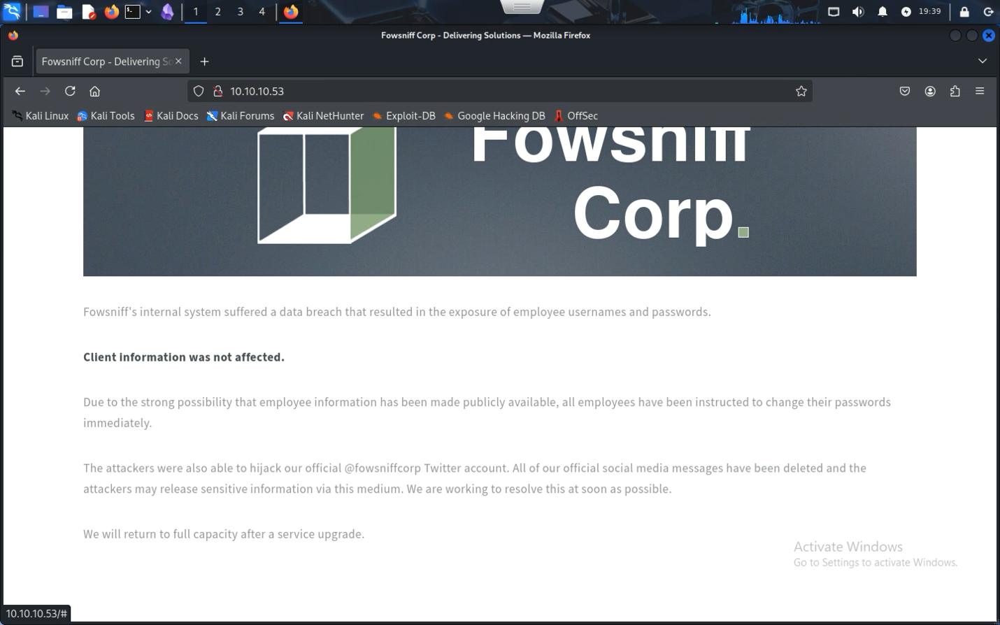 1 2 3 4
19:39
Fowsniff Corp - Delivering Solutions — Mozilla Firefox
Fowsniff Corp - Delivering So
10.10.10.53
Kali Linux Kali Tools Kali Docs Kali Forums Kali NetHunter Exploit-DB Google Hacking DB OffSec
Fowsniff
Corp.
Fowsniff's internal system suffered a data breach that resulted in the exposure of employee usernames and passwords.
Client information was not affected.
Due to the strong possibility that employee information has been made publicly available, all employees have been instructed to change their passwords
immediately.
The attackers were also able to hijack our official @fowsniffcorp Twitter account. All of our official social media messages have been deleted and the
attackers may release sensitive information via this medium. We are working to resolve this at soon as possible.
We will return to full capacity after a service upgrade.
Activate Windows
Go to Settings to activate Windows.
10.10.10.53/#